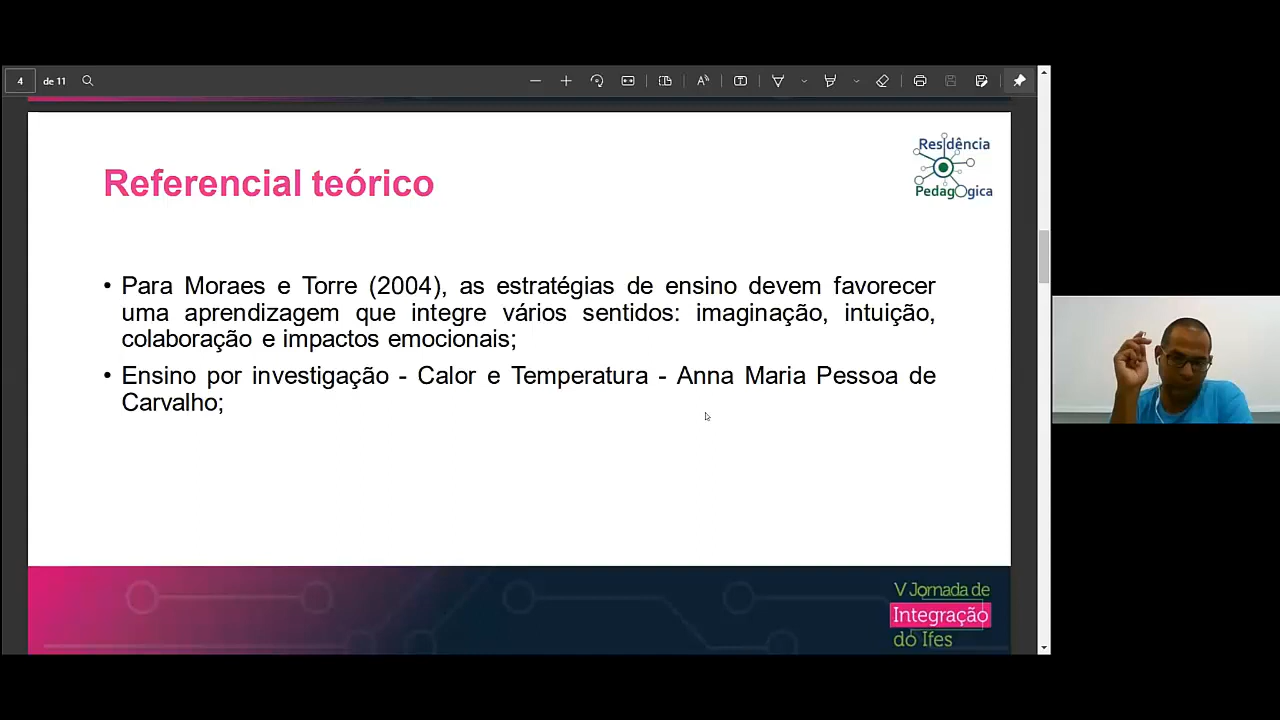 4 de 11
Residência
Pedagógica
Referencial teórico
• Para Moraes e Torre (2004), as estratégias de ensino devem favorecer
uma aprendizagem que integre vários sentidos: imaginação, intuição,
colaboração e impactos emocionais;
• Ensino por investigação - Calor e Temperatura - Anna Maria Pessoa de
Carvalho;
V Jornada de
Integração
do Ifes